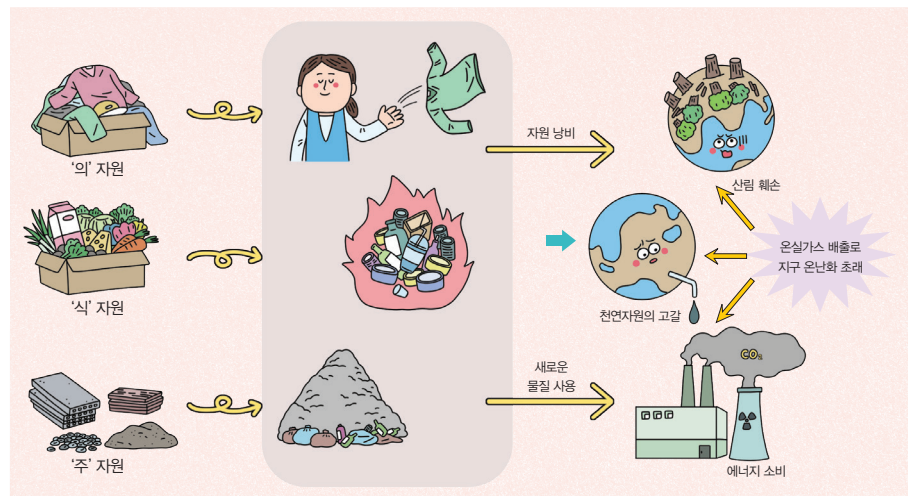 '의' 자원
'식' 자원
'주' 자원
자원 낭비
새로운
물질 사용
산림 훼손
천연자원의 고갈
온실가스 배출로
지구 온난화 초래
CO₂
에너지 소비